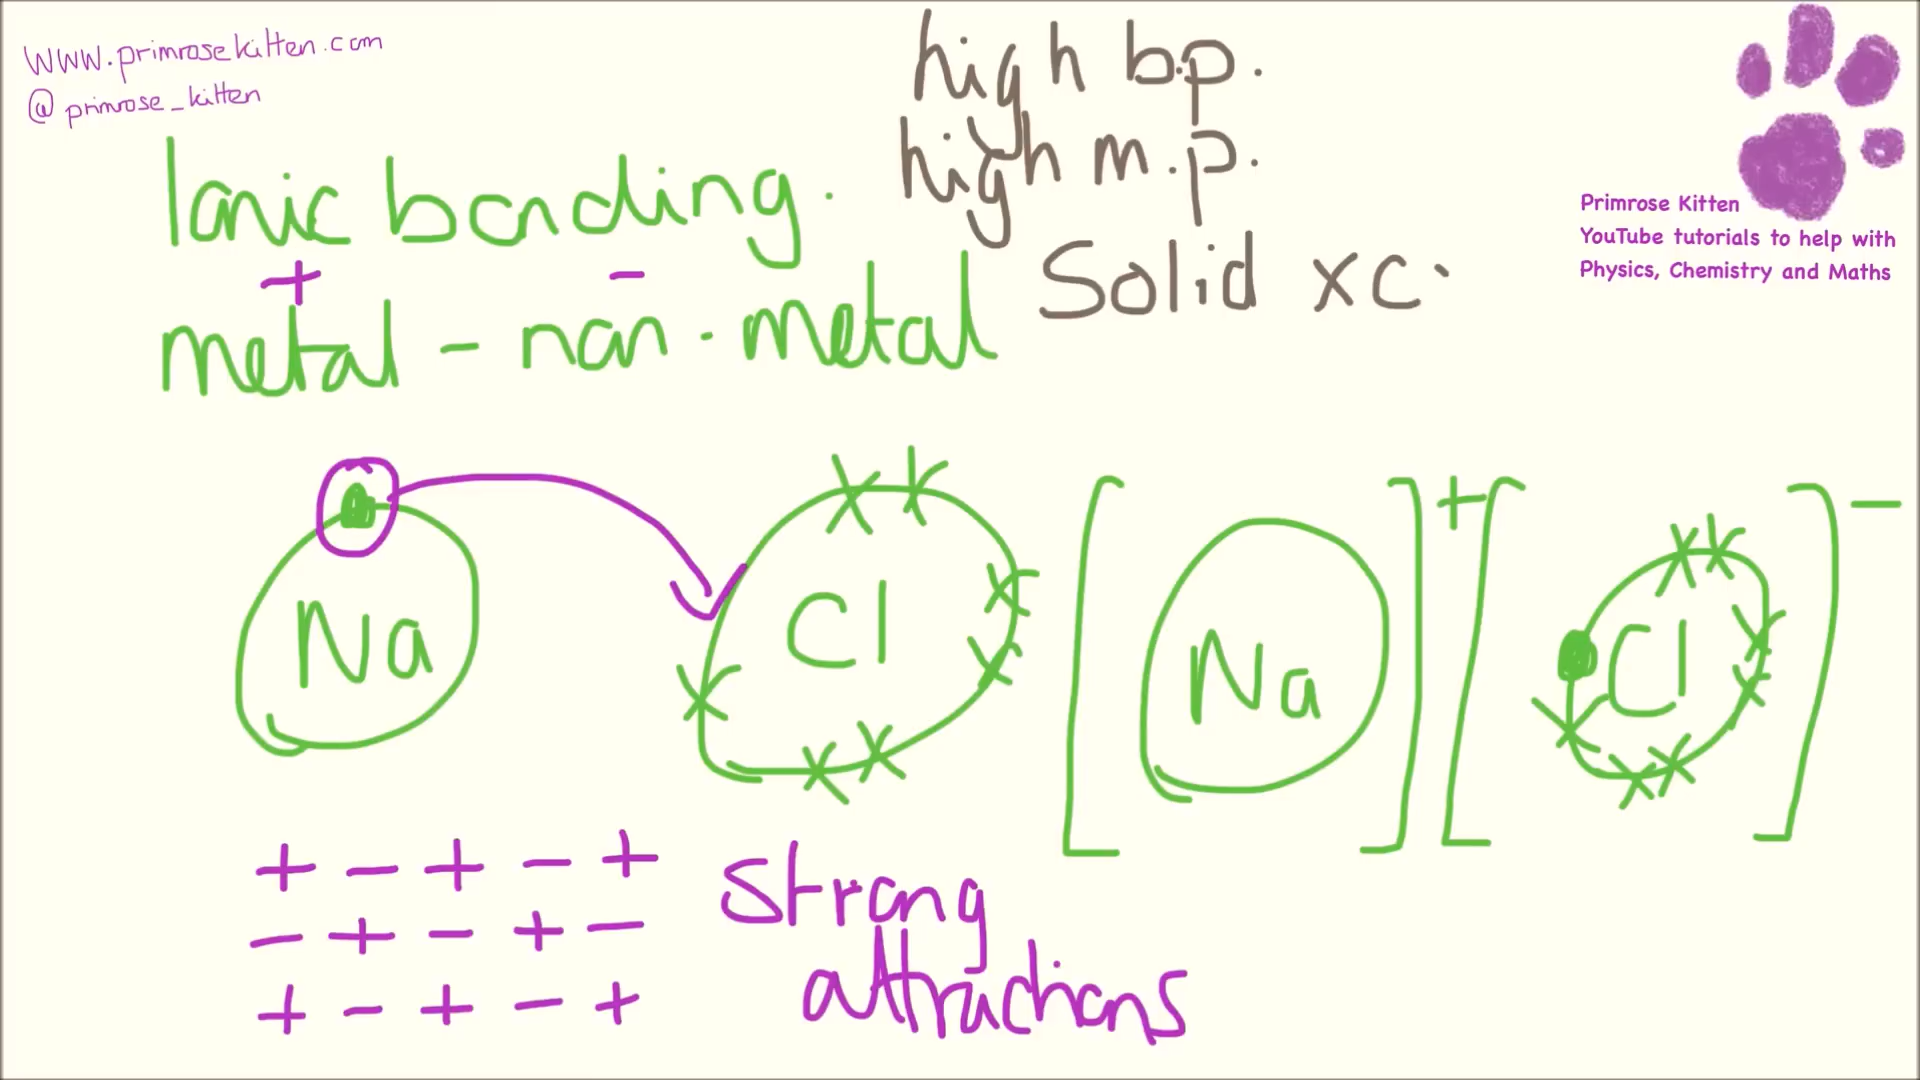 www.primrosekitten.com
@primrose_kitten
high b.p.
high m.p.
Solid xc.
Primrose Kitten
YouTube tutorials to help with
Physics, Chemistry and Maths
Ionic bonding.
+ -
metal - non-metal
Na
Cl
[Na]+ [Cl]-
+ - + - +
- + - + -
+ - + - +
Strong
attractions